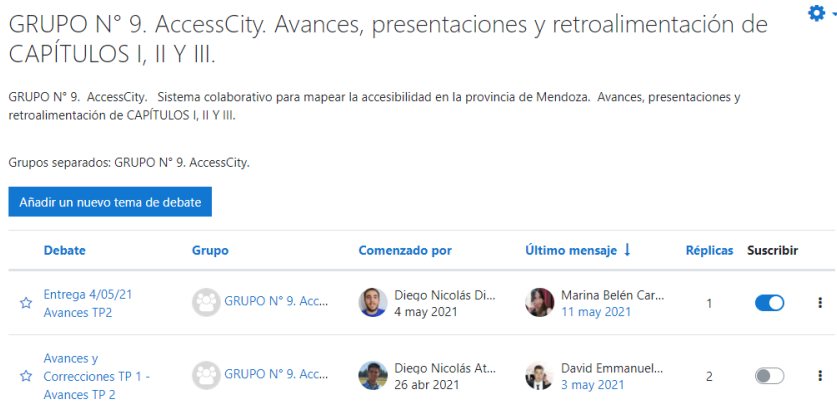 GRUPO N° 9. AccessCity. Avances, presentaciones y retroalimentación de
CAPÍTULOS I, II Y III.
GRUPO N° 9. AccessCity. Sistema colaborativo para mapear la accesibilidad en la provincia de Mendoza. Avances, presentaciones y
retroalimentación de CAPÍTULOS I, II Y III.
Grupos separados: GRUPO N° 9. AccessCity.
Añadir un nuevo tema de debate
Debate Grupo Comenzado por Último mensaje ↓ Réplicas Suscribir
Entrega 4/05/21
Avances TP2
GRUPO N° 9. Acc...
Diego Nicolás Di...
4 may 2021
Marina Belén Car...
11 may 2021
1
Avances y
Correcciones TP 1 -
Avances TP 2
GRUPO N° 9. Acc...
Diego Nicolás At...
26 abr 2021
David Emmanuel...
3 may 2021
2